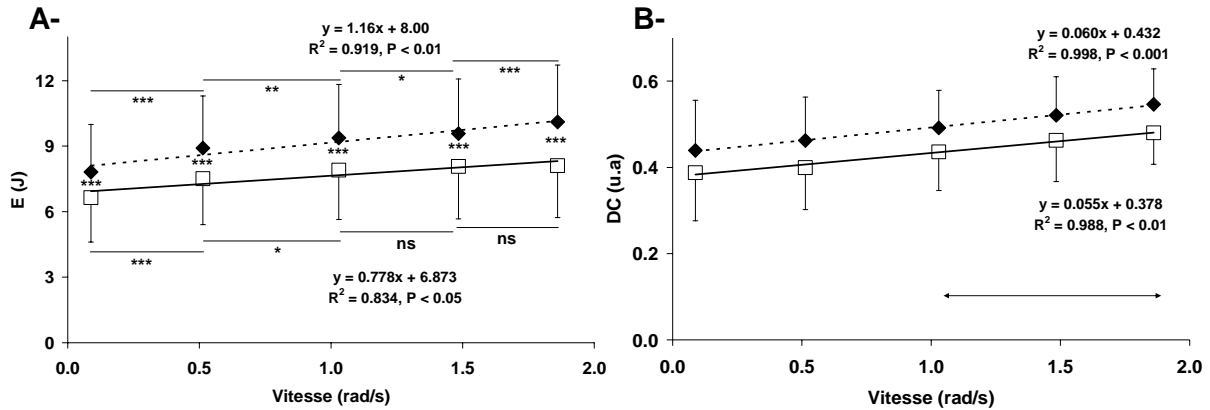 A-
y = 1.16x + 8.00
R² = 0.919, P < 0.01
15
12
9
6
3
0
E (J)
***
**
*
***
***
***
***
***
***
***
*
ns
ns
y = 0.778x + 6.873
R² = 0.834, P < 0.05
0.0 0.5 1.0 1.5 2.0
Vitesse (rad/s)
B-
y = 0.060x + 0.432
R² = 0.998, P < 0.001
0.6
0.4
0.2
0.0
DC (u.a)
y = 0.055x + 0.378
R² = 0.988, P < 0.01
0.0 0.5 1.0 1.5 2.0
Vitesse (rad/s)